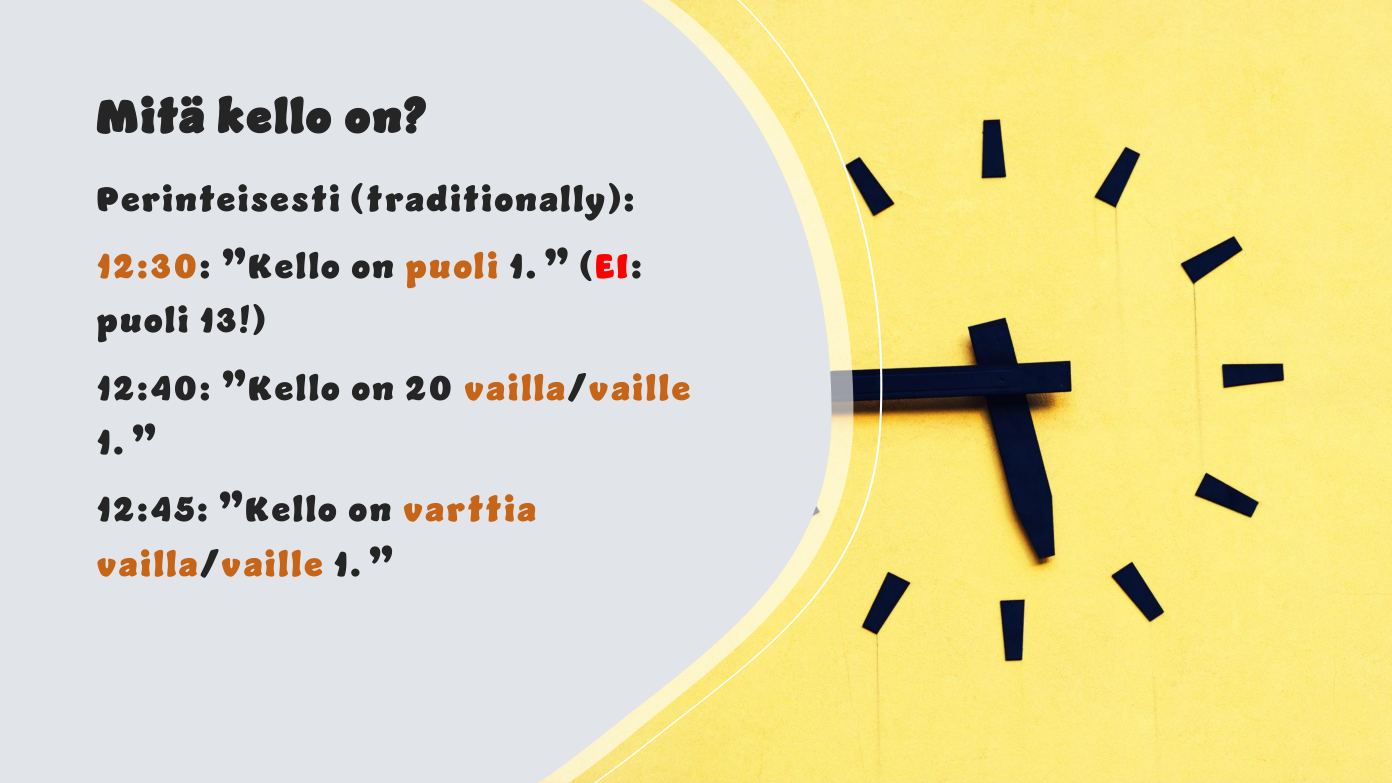 Mitä kello on?
Perinteisesti (traditionally):
12:30: ”Kello on puoli 1. ” (EI:
puoli 13!)
12:40: ”Kello on 20 vailla/vaille
1. ”
12:45: ”Kello on varttia
vailla/vaille 1. ”